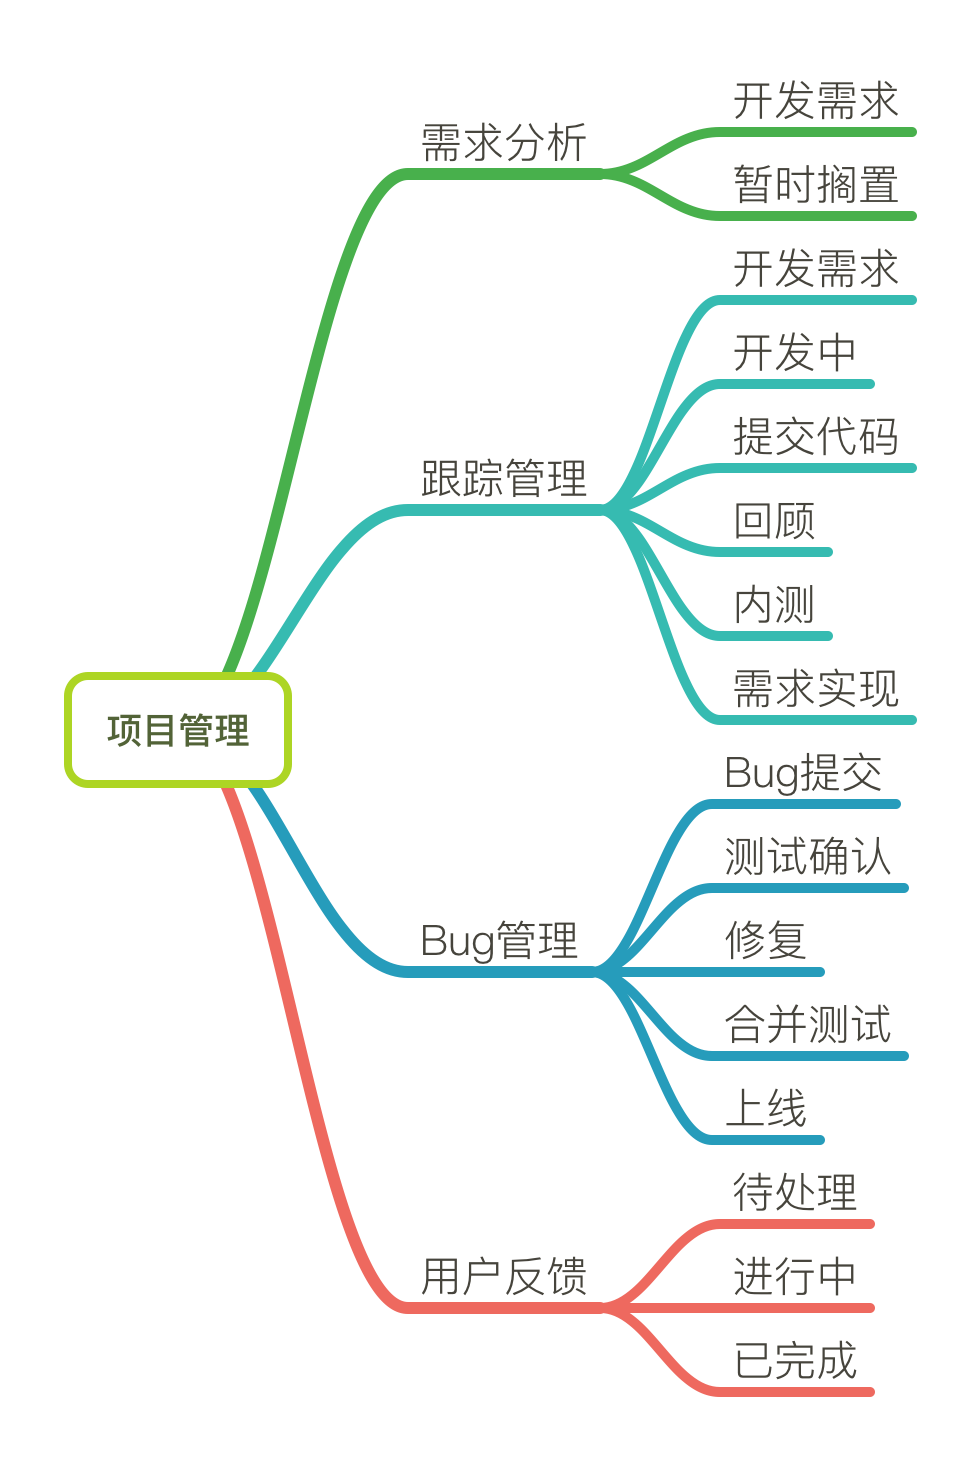 项目管理
需求分析
开发需求
暂时搁置
跟踪管理
开发需求
开发中
提交代码
回顾
内测
需求实现
Bug管理
Bug提交
测试确认
修复
合并测试
上线
用户反馈
待处理
进行中
已完成